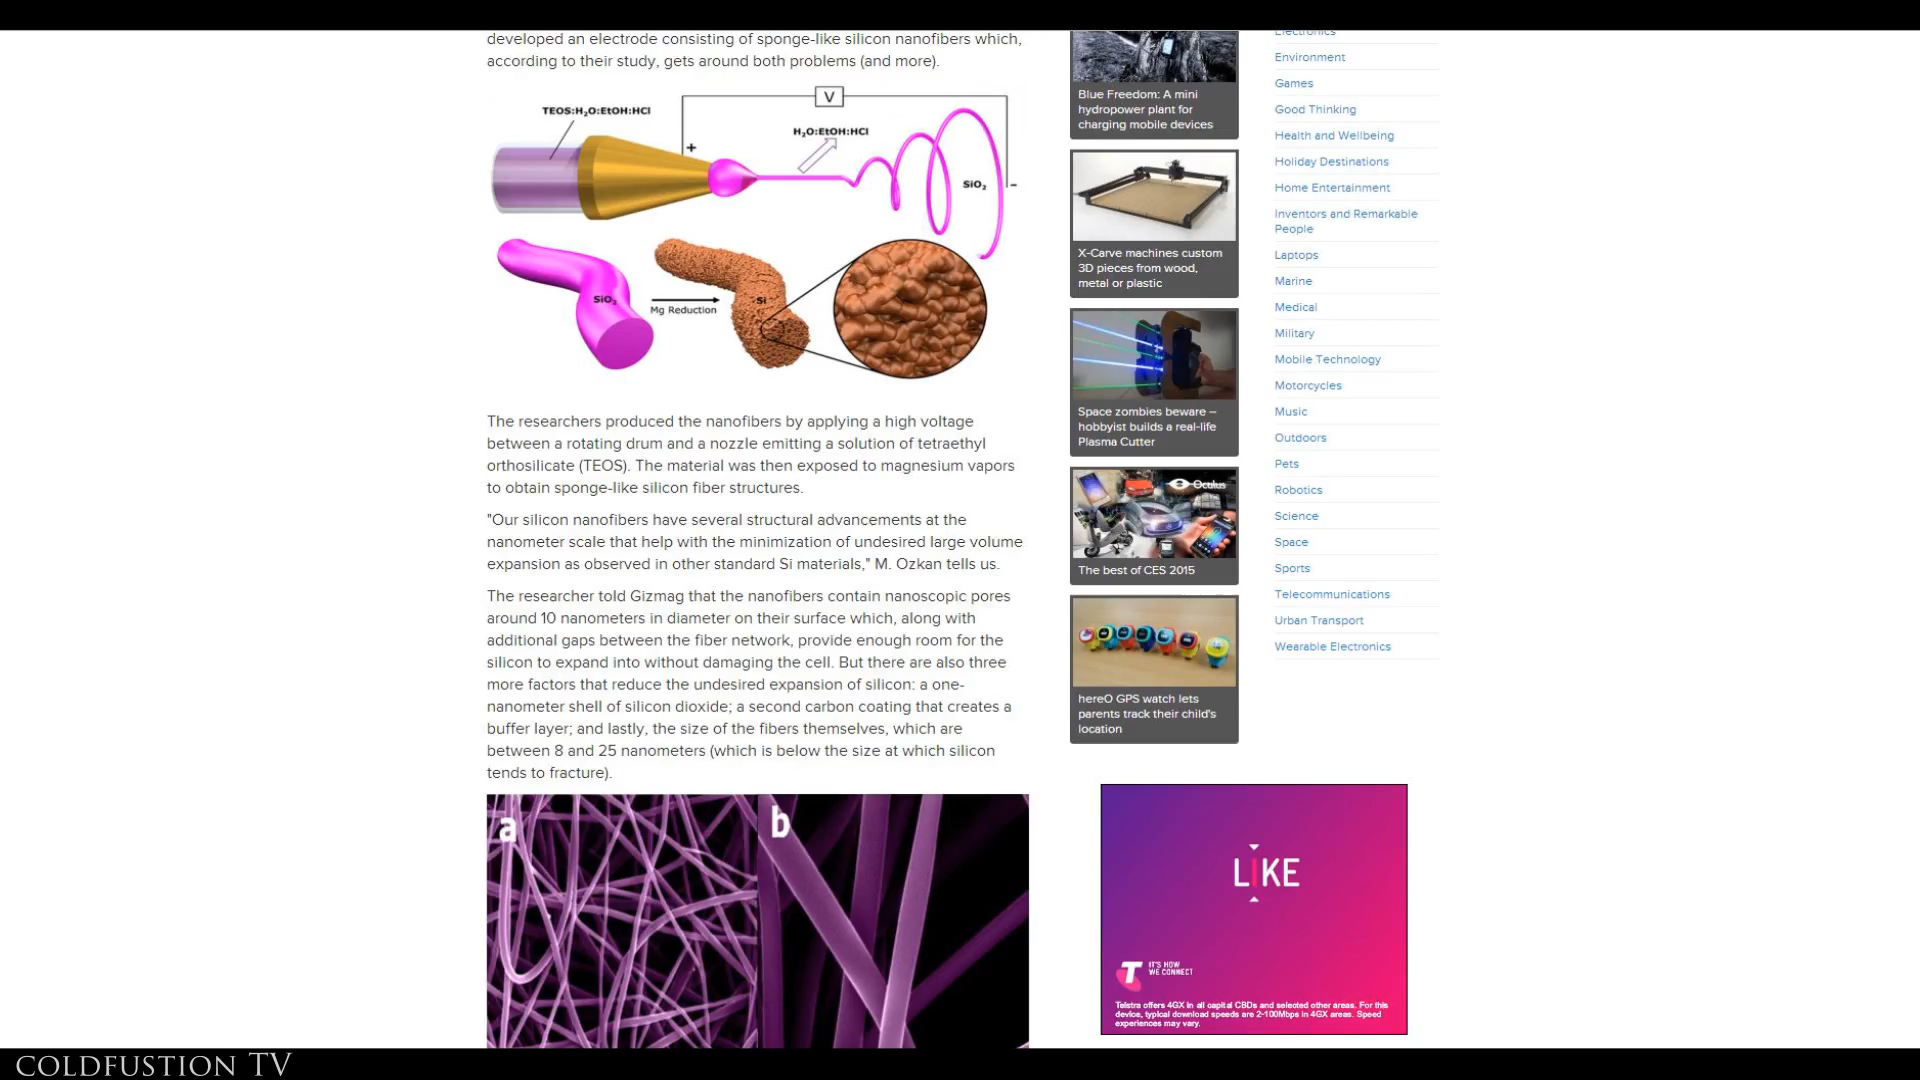 developed an electrode consisting of sponge-like silicon nanofibers which,
according to their study, gets around both problems (and more).
TEOS:H₂O:EtOH:HCl
V
+
H₂O:EtOH:HCl
SiO₂
-
SiO₂
Mg Reduction
Si
The researchers produced the nanofibers by applying a high voltage
between a rotating drum and a nozzle emitting a solution of tetraethyl
orthosilicate (TEOS). The material was then exposed to magnesium vapors
to obtain sponge-like silicon fiber structures.
"Our silicon nanofibers have several structural advancements at the
nanometer scale that help with the minimization of undesired large volume
expansion as observed in other standard Si materials," M. Ozkan tells us.
The researcher told Gizmag that the nanofibers contain nanoscopic pores
around 10 nanometers in diameter on their surface which, along with
additional gaps between the fiber network, provide enough room for the
silicon to expand into without damaging the cell. But there are also three
more factors that reduce the undesired expansion of silicon: a one-
nanometer shell of silicon dioxide; a second carbon coating that creates a
buffer layer; and lastly, the size of the fibers themselves, which are
between 8 and 25 nanometers (which is below the size at which silicon
tends to fracture).
a
b
Blue Freedom: A mini
hydropower plant for
charging mobile devices
X-Carve machines custom
3D pieces from wood,
metal or plastic
Space zombies beware –
hobbyist builds a real-life
Plasma Cutter
Oculus
The best of CES 2015
hereO GPS watch lets
parents track their child's
location
Electronics
Environment
Games
Good Thinking
Health and Wellbeing
Holiday Destinations
Home Entertainment
Inventors and Remarkable
People
Laptops
Marine
Medical
Military
Mobile Technology
Motorcycles
Music
Outdoors
Pets
Robotics
Science
Space
Sports
Telecommunications
Urban Transport
Wearable Electronics
LIKE
T
IT'S HOW
WE CONNECT
Telstra offers 4GX in all capital CBDs and selected other areas. For this
device, typical download speeds are 2-100Mbps in 4GX areas. Speed
experiences may vary.
COLDFUSTION TV